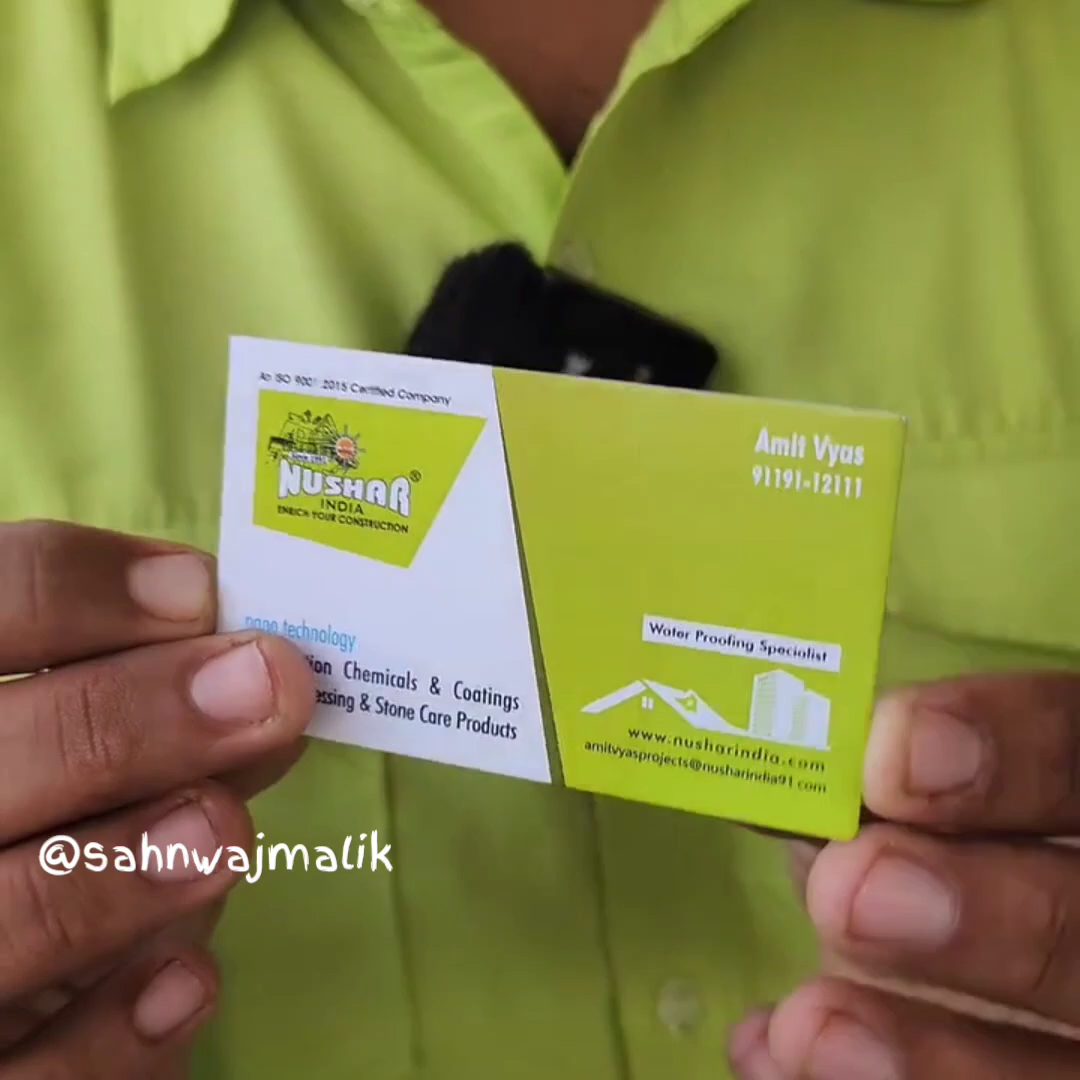 An ISO 9001 2015 Certified Company
NUSHAR®
INDIA
ENRICH YOUR CONSTRUCTION
nano technology
Chemicals & Coatings
& Stone Care Products
Amit Vyas
91191-12111
Water Proofing Specialist
www.nusharindia.com
amitvyasprojects@nusharindia91.com
@sahnwajmalik